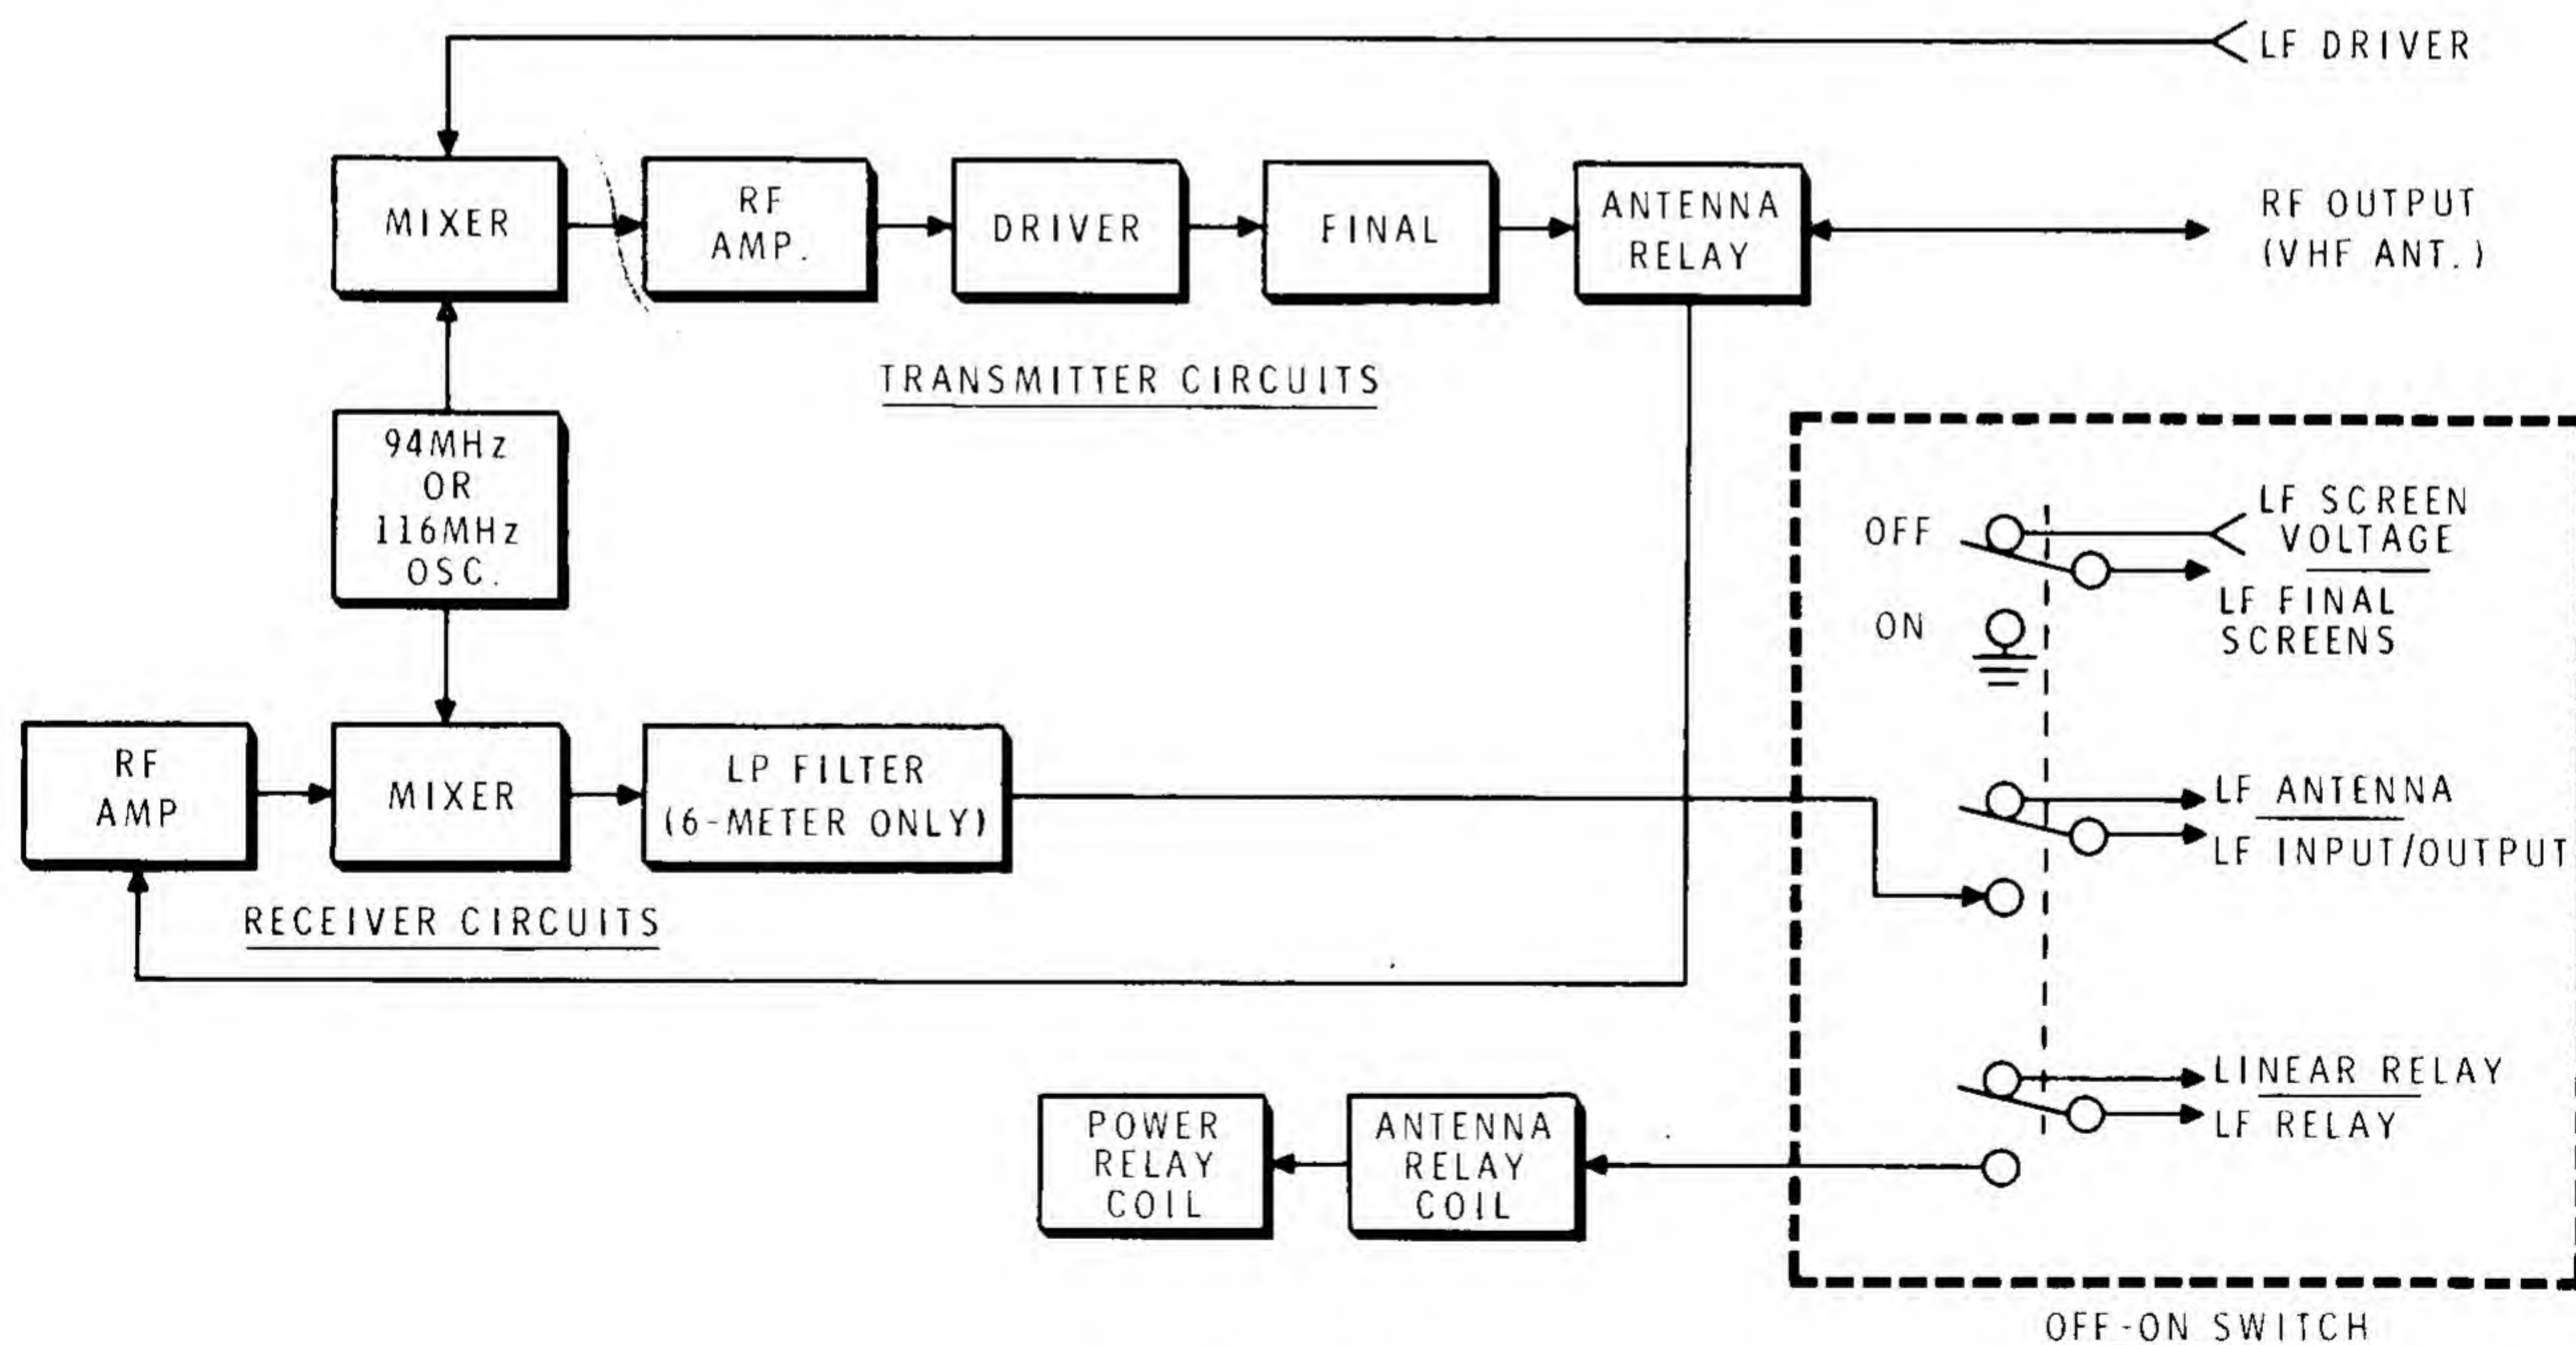 LF DRIVER
MIXER
RF
AMP.
DRIVER
FINAL
ANTENNA
RELAY
RF OUTPUT
(VHF ANT.)
TRANSMITTER CIRCUITS
94MHz
OR
116MHz
OSC.
OFF
ON
LF SCREEN
VOLTAGE
LF FINAL
SCREENS
RF
AMP
MIXER
LP FILTER
(6-METER ONLY)
LF ANTENNA
LF INPUT/OUTPUT
RECEIVER CIRCUITS
POWER
RELAY
COIL
ANTENNA
RELAY
COIL
LINEAR RELAY
LF RELAY
OFF-ON SWITCH